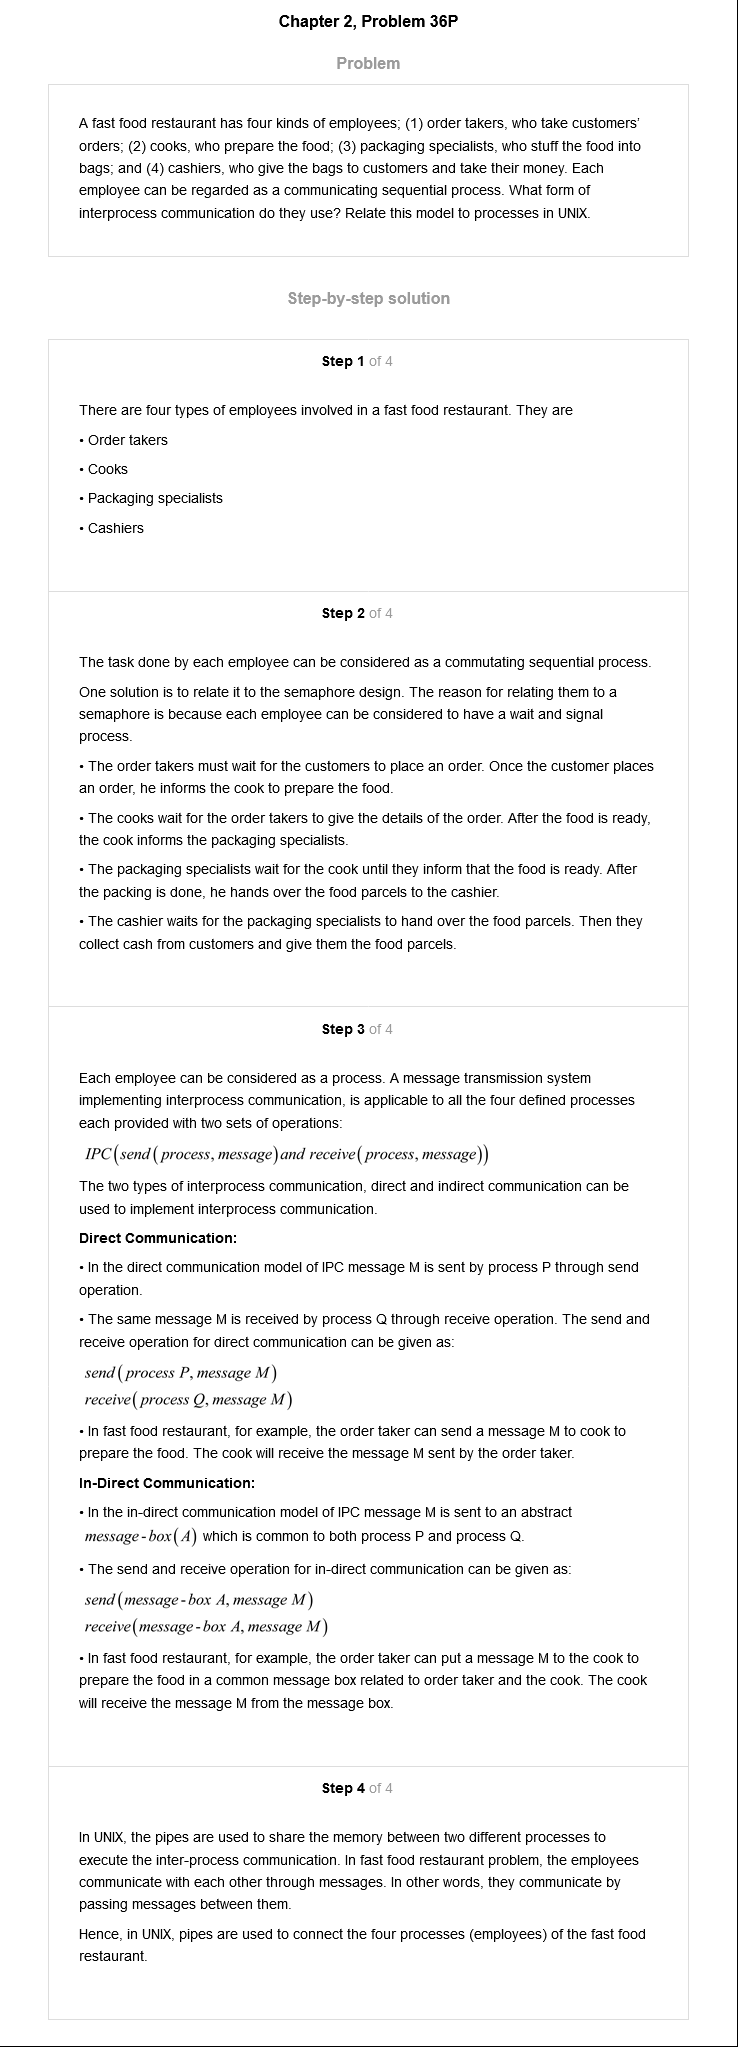 Chapter 2, Problem 36P
Problem
A fast food restaurant has four kinds of employees; (1) order takers, who take customers'
orders; (2) cooks, who prepare the food; (3) packaging specialists, who stuff the food into
bags; and (4) cashiers, who give the bags to customers and take their money. Each
employee can be regarded as a communicating sequential process. What form of
interprocess communication do they use? Relate this model to processes in UNIX.
Step-by-step solution
Step 1 of 4
There are four types of employees involved in a fast food restaurant. They are
• Order takers
• Cooks
• Packaging specialists
• Cashiers
Step 2 of 4
The task done by each employee can be considered as a commutating sequential process.
One solution is to relate it to the semaphore design. The reason for relating them to a
semaphore is because each employee can be considered to have a wait and signal
process.
• The order takers must wait for the customers to place an order. Once the customer places
an order, he informs the cook to prepare the food.
• The cooks wait for the order takers to give the details of the order. After the food is ready,
the cook informs the packaging specialists.
• The packaging specialists wait for the cook until they inform that the food is ready. After
the packing is done, he hands over the food parcels to the cashier.
• The cashier waits for the packaging specialists to hand over the food parcels. Then they
collect cash from customers and give them the food parcels.
Step 3 of 4
Each employee can be considered as a process. A message transmission system
implementing interprocess communication, is applicable to all the four defined processes
each provided with two sets of operations:
IPC(send(process, message)and receive(process, message))
The two types of interprocess communication, direct and indirect communication can be
used to implement interprocess communication.
Direct Communication:
• In the direct communication model of IPC message M is sent by process P through send
operation.
• The same message M is received by process Q through receive operation. The send and
receive operation for direct communication can be given as:
send(process P, message M)
receive(process Q, message M)
• In fast food restaurant, for example, the order taker can send a message M to cook to
prepare the food. The cook will receive the message M sent by the order taker.
In-Direct Communication:
• In the in-direct communication model of IPC message M is sent to an abstract
message-box(A) which is common to both process P and process Q.
• The send and receive operation for in-direct communication can be given as:
send(message-box A, message M)
receive(message-box A, message M)
• In fast food restaurant, for example, the order taker can put a message M to the cook to
prepare the food in a common message box related to order taker and the cook. The cook
will receive the message M from the message box.
Step 4 of 4
In UNIX, the pipes are used to share the memory between two different processes to
execute the inter-process communication. In fast food restaurant problem, the employees
communicate with each other through messages. In other words, they communicate by
passing messages between them.
Hence, in UNIX, pipes are used to connect the four processes (employees) of the fast food
restaurant.